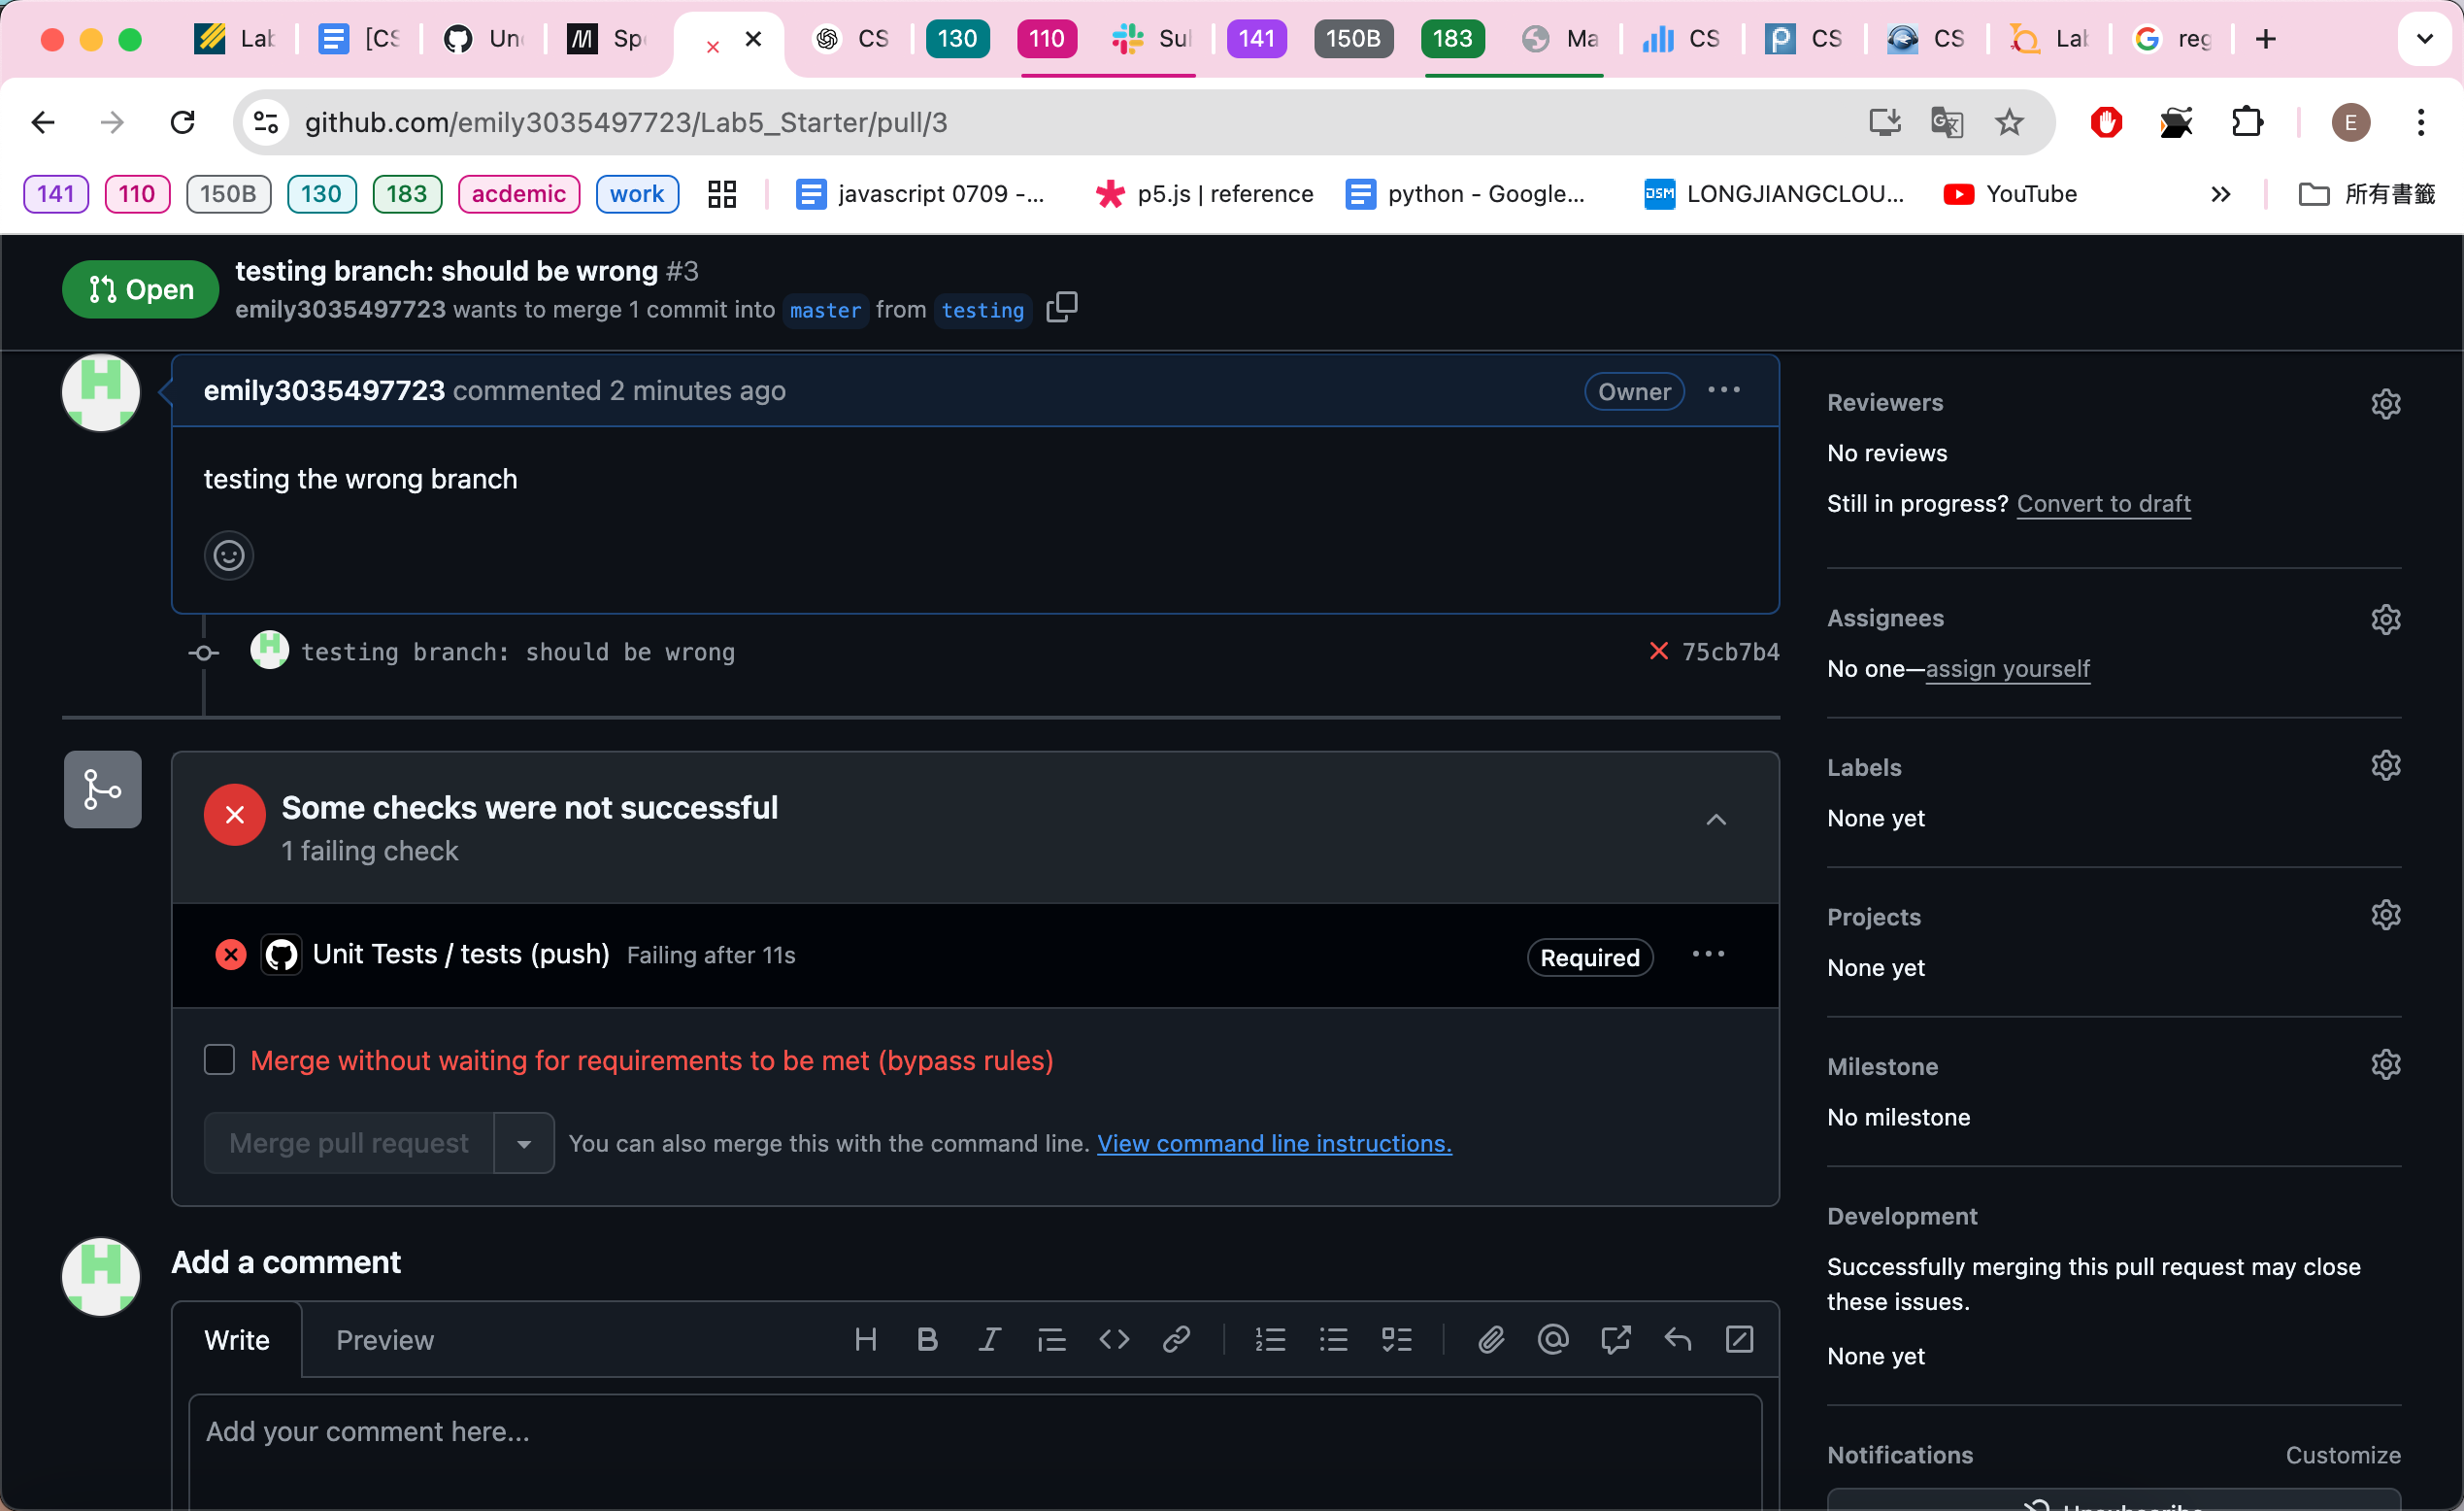 Lab
[CS
Un
Sp
CS
130
110
Sul
141
150B
183
Ma
CS
CS
CS
Lab
reg
github.com/emily3035497723/Lab5_Starter/pull/3
E
141
110
150B
130
183
acdemic
work
javascript 0709 -...
p5.js | reference
python - Google...
DSM
LONGJIANGCLOU...
YouTube
所有書籤
Open
testing branch: should be wrong #3
emily3035497723 wants to merge 1 commit into master from testing
emily3035497723 commented 2 minutes ago
Owner
testing the wrong branch
testing branch: should be wrong
75cb7b4
Some checks were not successful
1 failing check
Unit Tests / tests (push) Failing after 11s
Required
Merge without waiting for requirements to be met (bypass rules)
Merge pull request
You can also merge this with the command line. View command line instructions.
Add a comment
Write
Preview
Add your comment here...
Reviewers
No reviews
Still in progress? Convert to draft
Assignees
No one—assign yourself
Labels
None yet
Projects
None yet
Milestone
No milestone
Development
Successfully merging this pull request may close
these issues.
None yet
Notifications
Customize
Unsubscribe